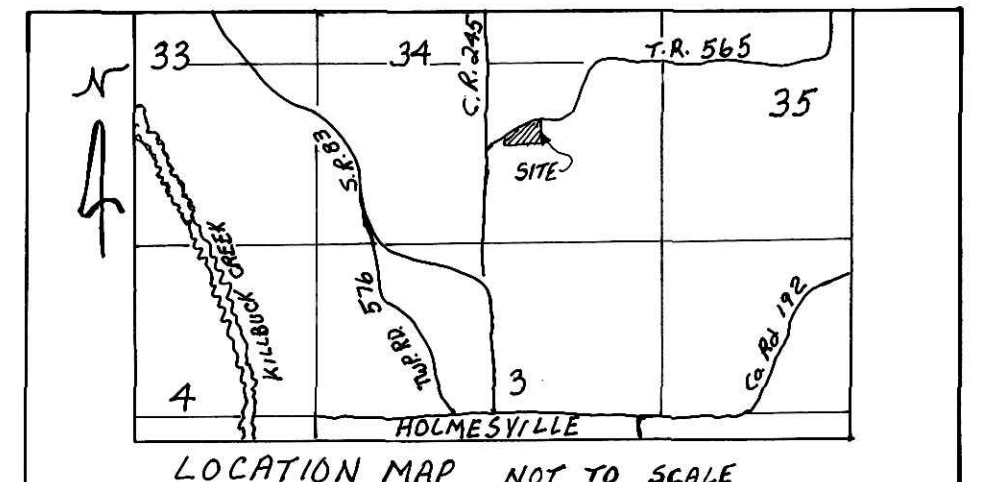 N
33
34
C.R. 245
T.R. 565
35
S.R. 83
SITE
KILLBUCK CREEK
TWP. RD. 576
Co. Rd 192
4
3
HOLMESVILLE
LOCATION MAP NOT TO SCALE